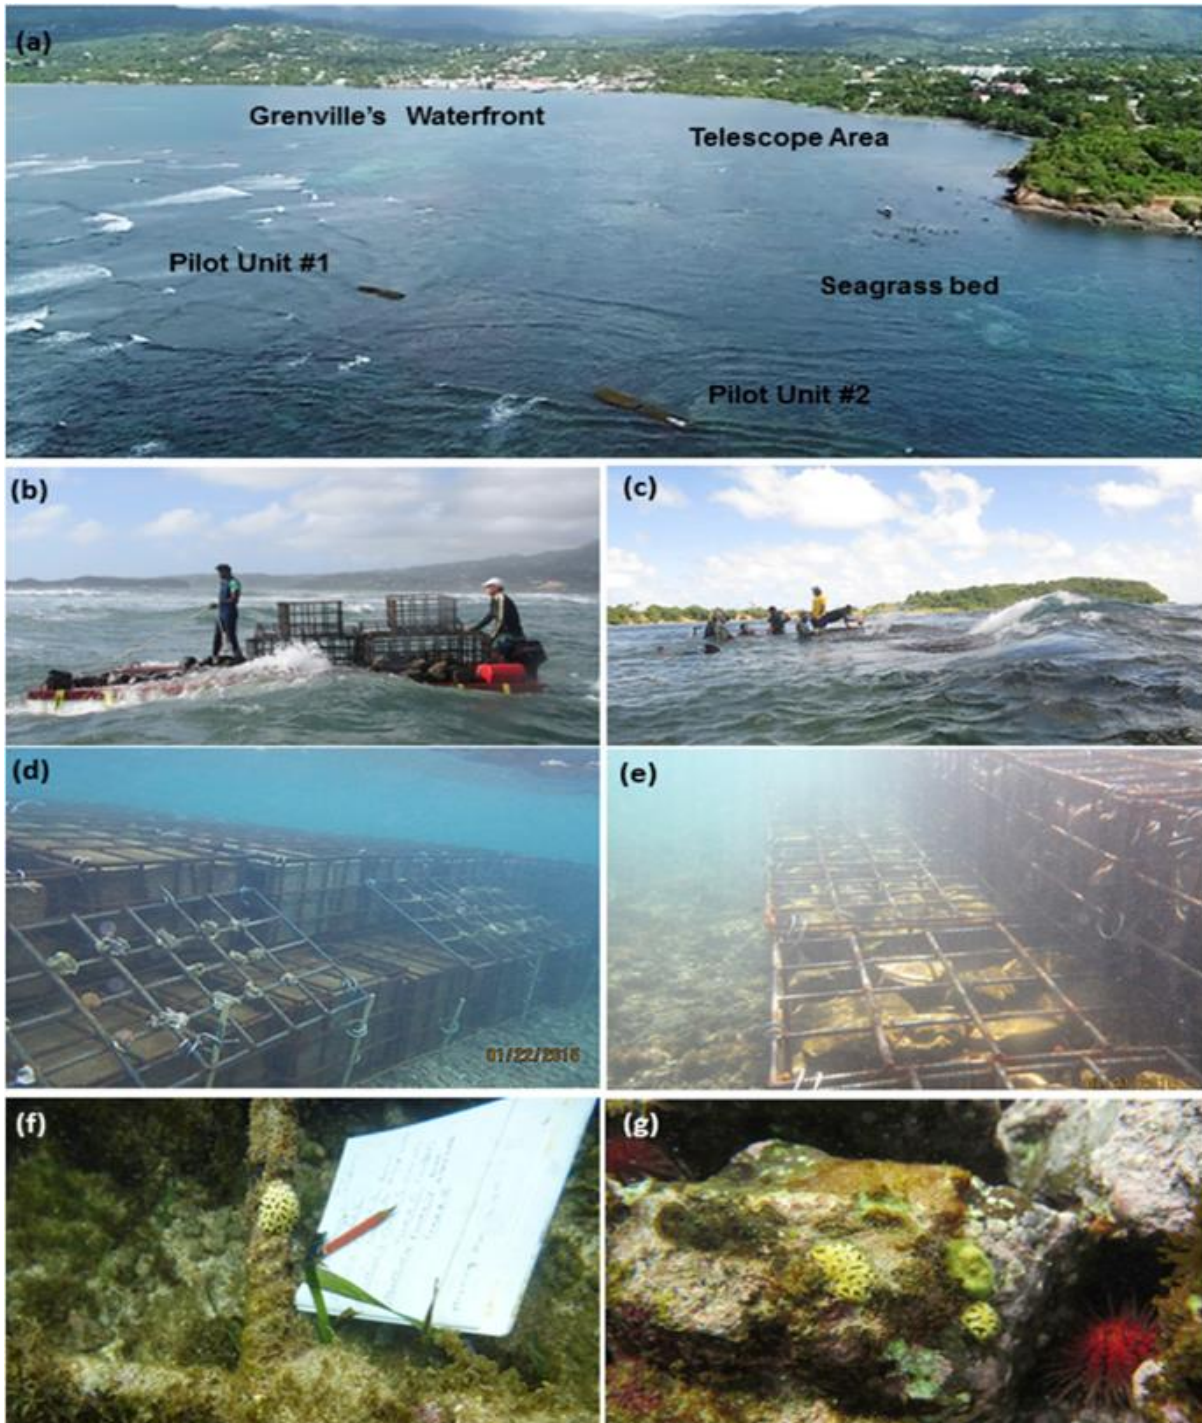 (a)
Grenville's Waterfront
Telescope Area
Pilot Unit #1
Seagrass bed
Pilot Unit #2
(b)
(c)
(d)
01/22/2016
(e)
(f)
(g)